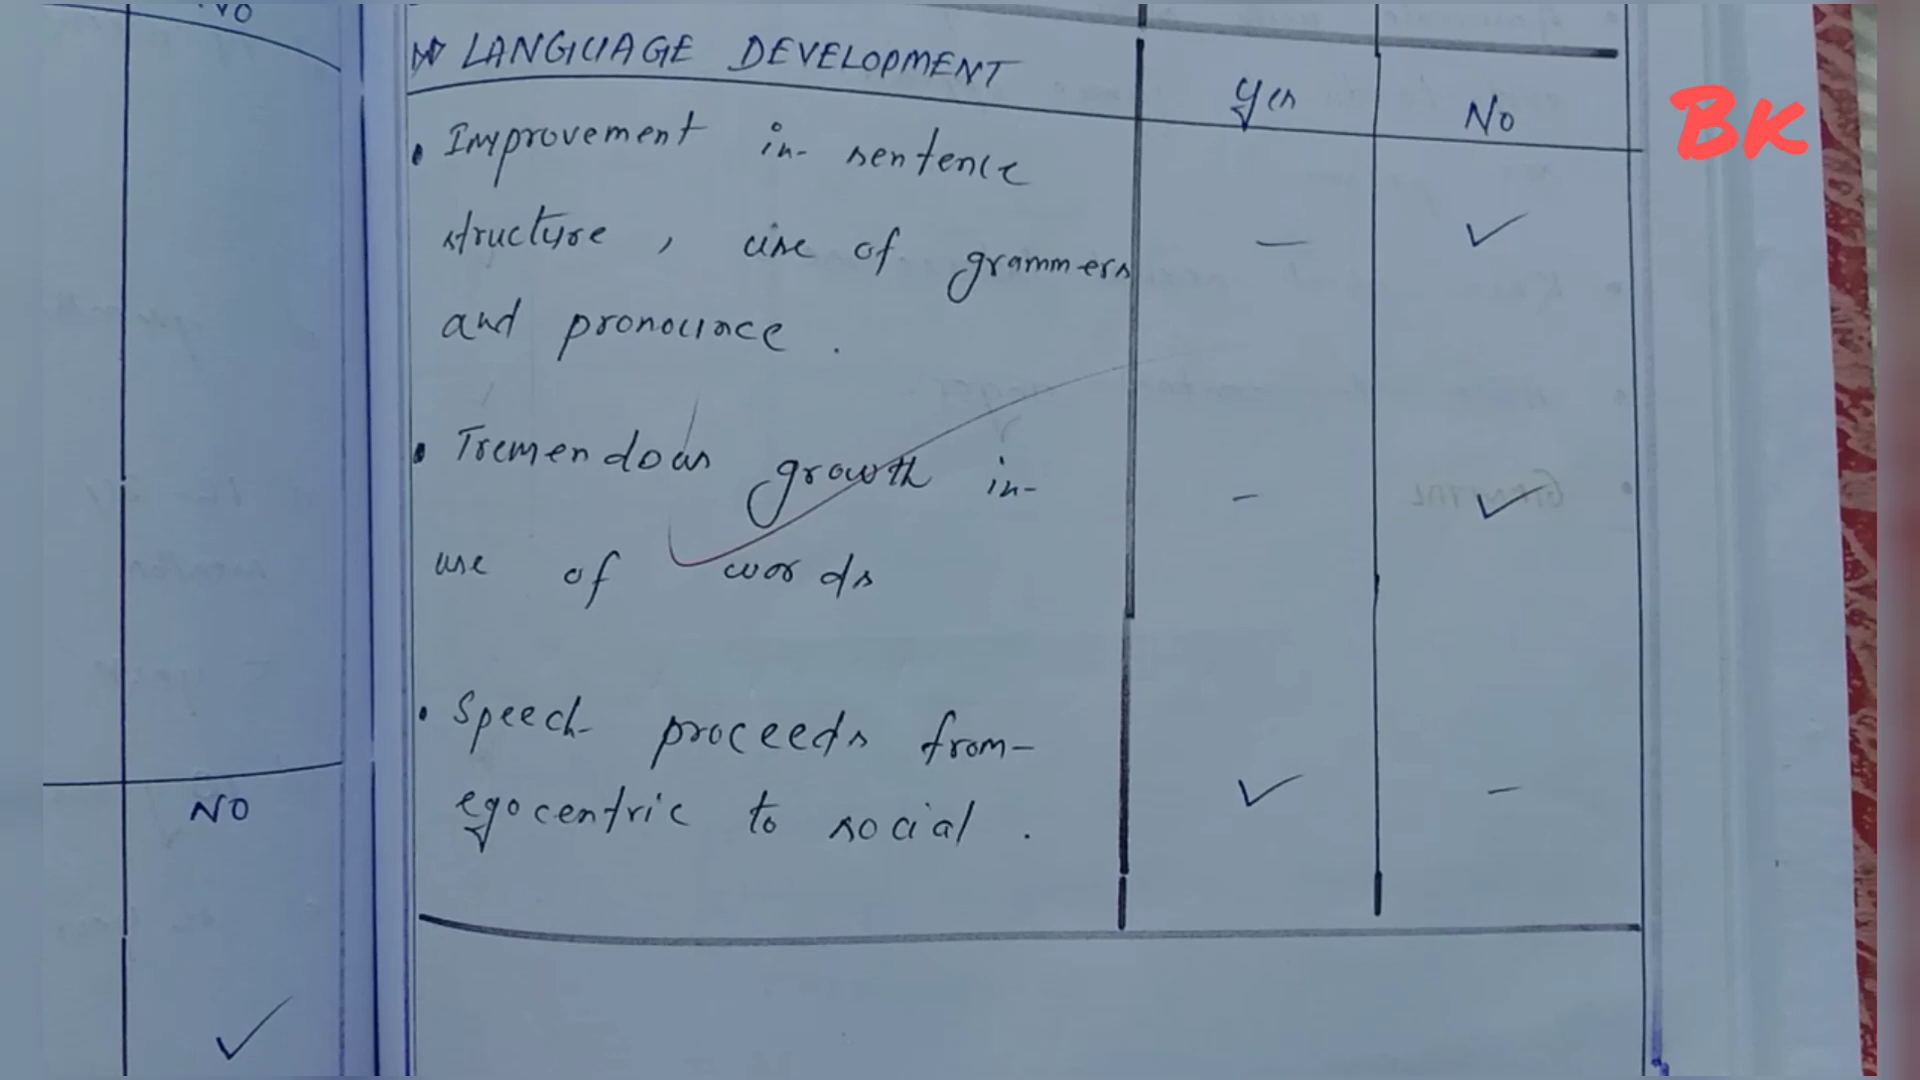 NO
LANGUAGE DEVELOPMENT
Yes
No
BK
• Improvement in- sentence
structure , use of grammers
- ✓
and pronounce .
• Tremendous growth in-
- ✓
use of words
• Speech proceeds from-
✓ -
egocentric to social .
NO
✓